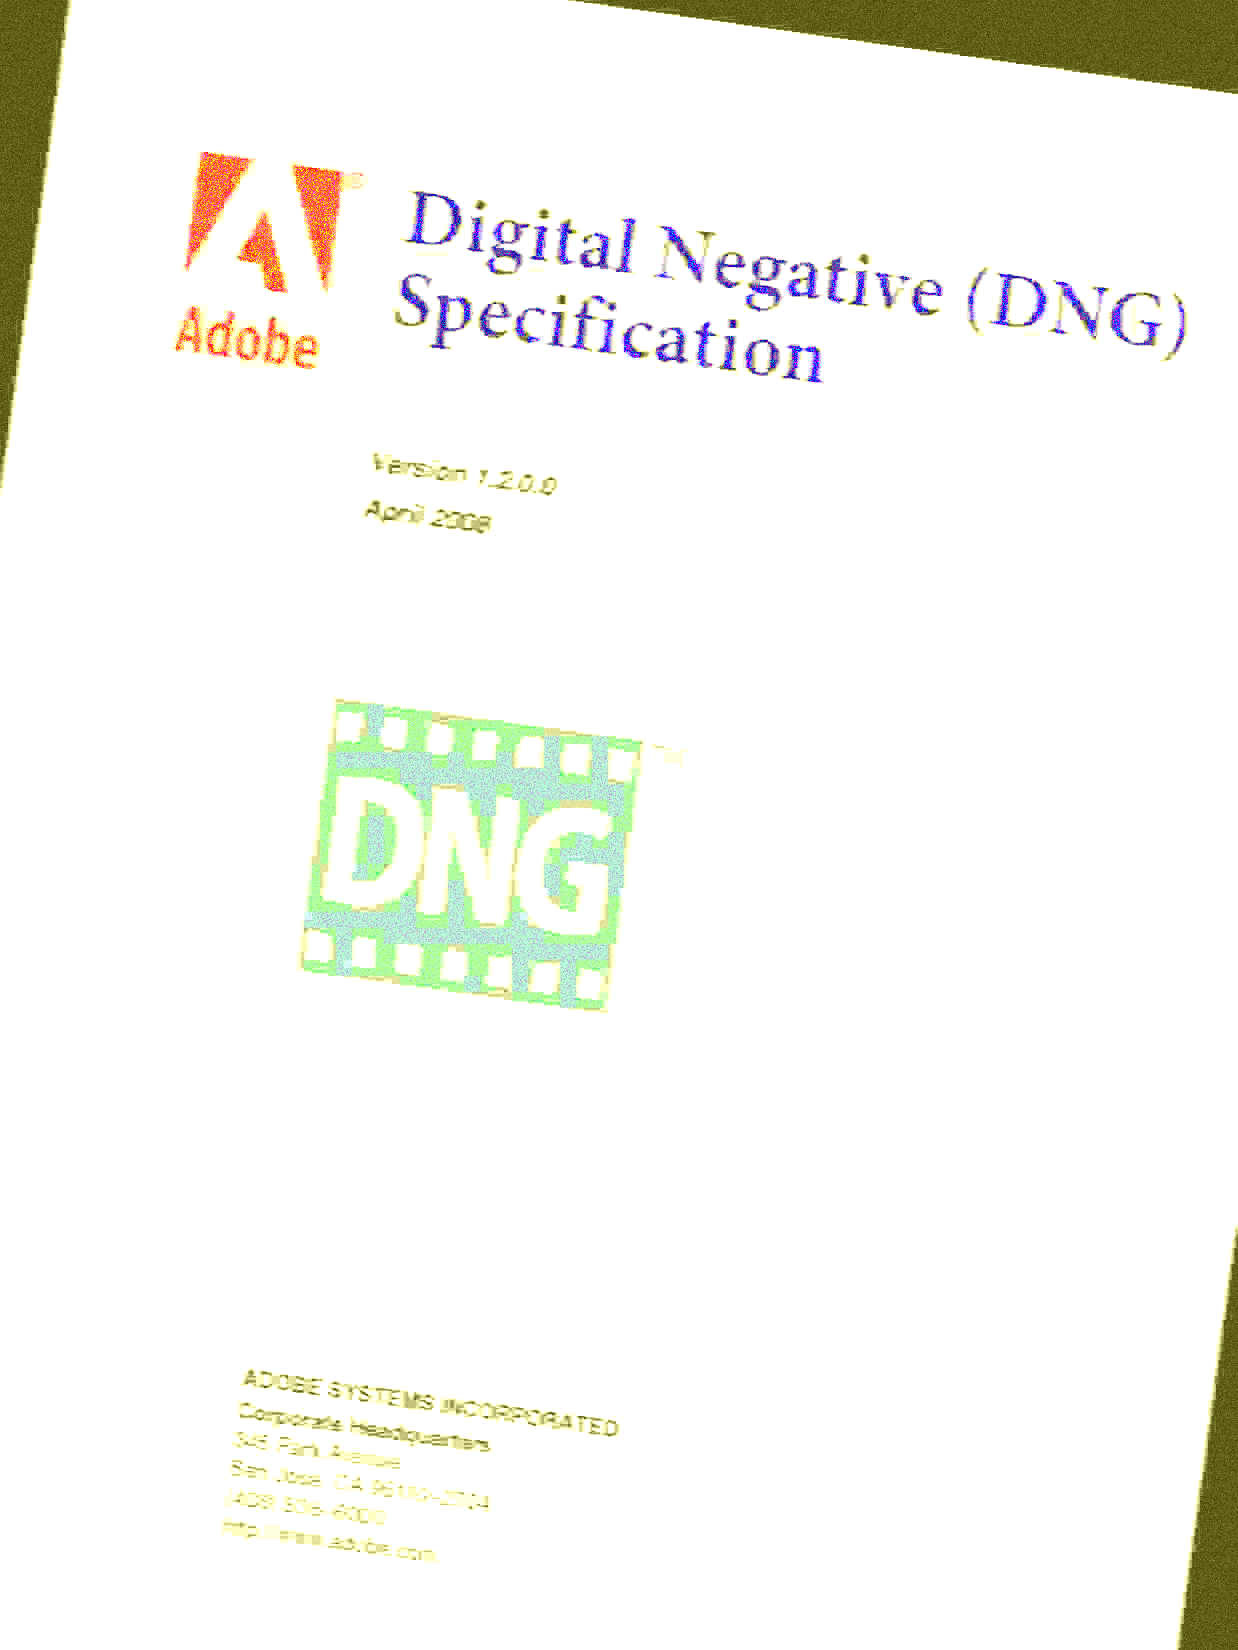 Adobe
Digital Negative (DNG)
Specification
Version 1.2.0.0
April 2008
DNG
ADOBE SYSTEMS INCORPORATED
Corporate Headquarters
345 Park Avenue
San Jose, CA 95110-2704
(408) 536-6000
http://www.adobe.com